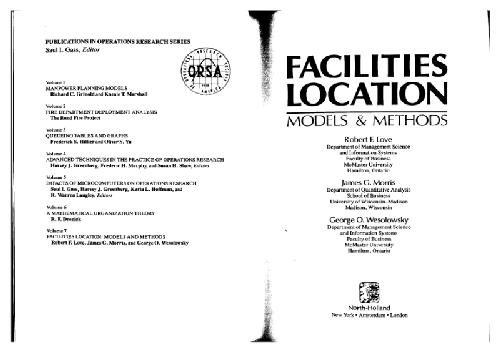 PUBLICATIONS IN OPERATIONS RESEARCH SERIES
Saul I. Gass, Editor
ORSA
Volume 1
MANPOWER PLANNING MODELS
Richard C. Grinold and Kneale T. Marshall
Volume 2
FIRE DEPARTMENT DEPLOYMENT ANALYSIS
The Rand Fire Project
Volume 3
QUEUEING TABLES AND GRAPHS
Frederick S. Hillier and Oliver S. Yu
Volume 4
ADVANCED TECHNIQUES IN THE PRACTICE OF OPERATIONS RESEARCH
Harvey J. Greenberg, Frederic H. Murphy, and Susan H. Shaw, Editors
Volume 5
IMPACTS OF MICROCOMPUTERS ON OPERATIONS RESEARCH
Saul I. Gass, Harvey J. Greenberg, Karla L. Hoffman, and
R. Warren Langley, Editors
Volume 6
A MATHEMATICAL ORGANIZATION THEORY
Volume 7
FACILITIES LOCATION: MODELS AND METHODS
Robert F. Love, James G. Morris, and George O. Wesolowsky
FACILITIES
LOCATION
MODELS & METHODS
Robert F. Love
Department of Management Science
and Information Systems
Faculty of Business
McMaster University
Hamilton, Ontario
James G. Morris
Department of Quantitative Analysis
School of Business
University of Wisconsin-Madison
Madison, Wisconsin
George O. Wesolowsky
Department of Management Science
and Information Systems
Faculty of Business
McMaster University
Hamilton, Ontario
North-Holland
New York • Amsterdam • London